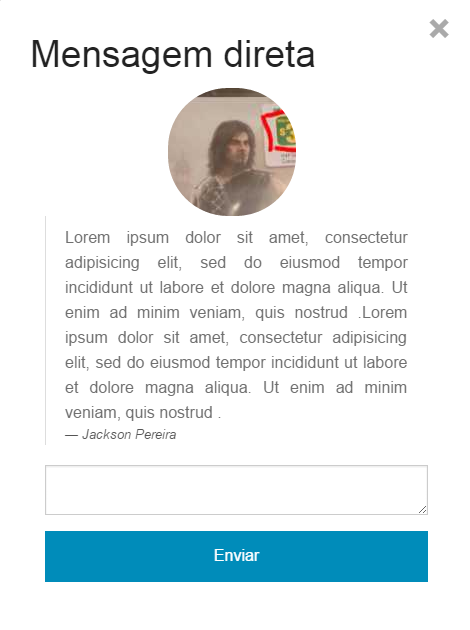 Mensagem direta
Lorem ipsum dolor sit amet, consectetur
adipisicing elit, sed do eiusmod tempor
incididunt ut labore et dolore magna aliqua. Ut
enim ad minim veniam, quis nostrud .Lorem
ipsum dolor sit amet, consectetur adipisicing
elit, sed do eiusmod tempor incididunt ut labore
et dolore magna aliqua. Ut enim ad minim
veniam, quis nostrud .
— Jackson Pereira
Enviar